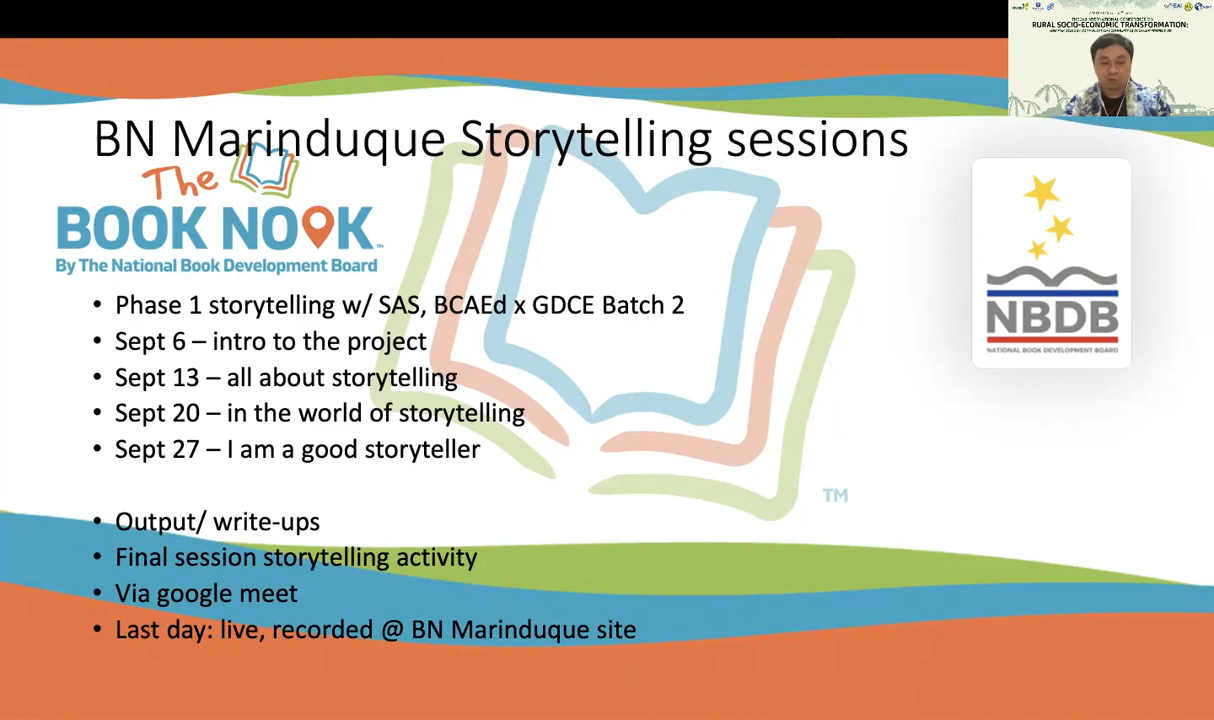 RURAL SOCIO-ECONOMIC TRANSFORMATION:
BN Marinduque Storytelling sessions
The
BOOK NOOK
TM
By The National Book Development Board
NBDB
NATIONAL BOOK DEVELOPMENT BOARD
• Phase 1 storytelling w/ SAS, BCAEd x GDCE Batch 2
• Sept 6 – intro to the project
• Sept 13 – all about storytelling
• Sept 20 – in the world of storytelling
• Sept 27 – I am a good storyteller
TM
• Output/ write-ups
• Final session storytelling activity
• Via google meet
• Last day: live, recorded @ BN Marinduque site